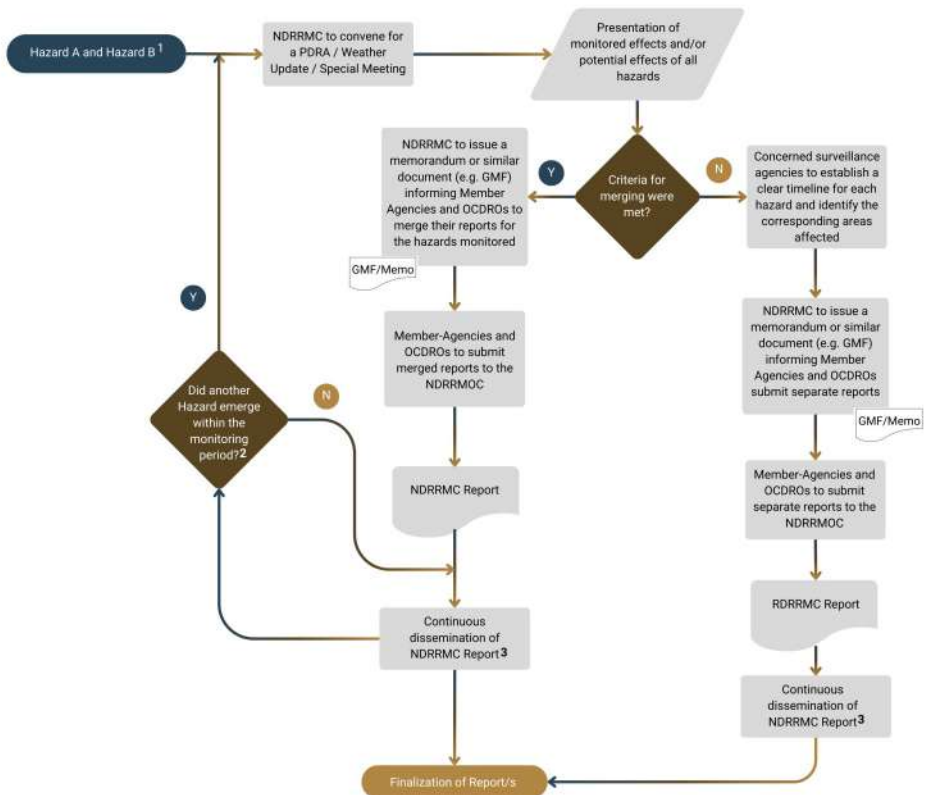 Hazard A and Hazard B 1
NDRRMC to convene for
a PDRA / Weather
Update / Special Meeting
Presentation of
monitored effects and/or
potential effects of all
hazards
Criteria for
merging were
met?
Y
N
NDRRMC to issue a
memorandum or similar
document (e.g. GMF)
informing Member
Agencies and OCDROs to
merge their reports for
the hazards monitored
GMF/Memo
Member-Agencies and
OCDROs to submit
merged reports to the
NDRRMOC
NDRRMC Report
Continuous
dissemination of
NDRRMC Report 3
Did another
Hazard emerge
within the
monitoring
period? 2
Y
N
Concerned surveillance
agencies to establish a
clear timeline for each
hazard and identify the
corresponding areas
affected
NDRRMC to issue a
memorandum or similar
document (e.g. GMF)
informing Member
Agencies and OCDROs
submit separate reports
GMF/Memo
Member-Agencies and
OCDROs to submit
separate reports to the
NDRRMOC
RDRRMC Report
Continuous
dissemination of
NDRRMC Report 3
Finalization of Report/s